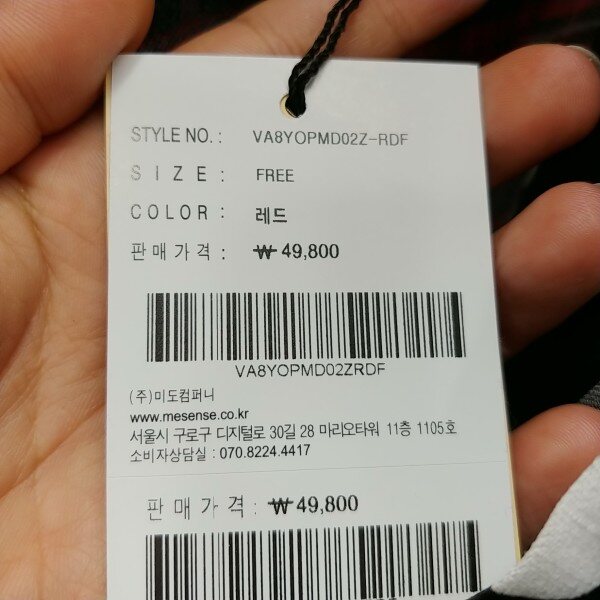 STYLE NO. : VA8YOPMD02Z-RDF
SIZE : FREE
COLOR : 레드
판매가격 : ₩ 49,800
VA8YOPMD02ZRDF
(주)미도컴퍼니
www.mesense.co.kr
서울시 구로구 디지털로 30길 28 마리오타워 11층 1105호
소비자상담실 : 070.8224.4417
판매가격 : ₩ 49,800